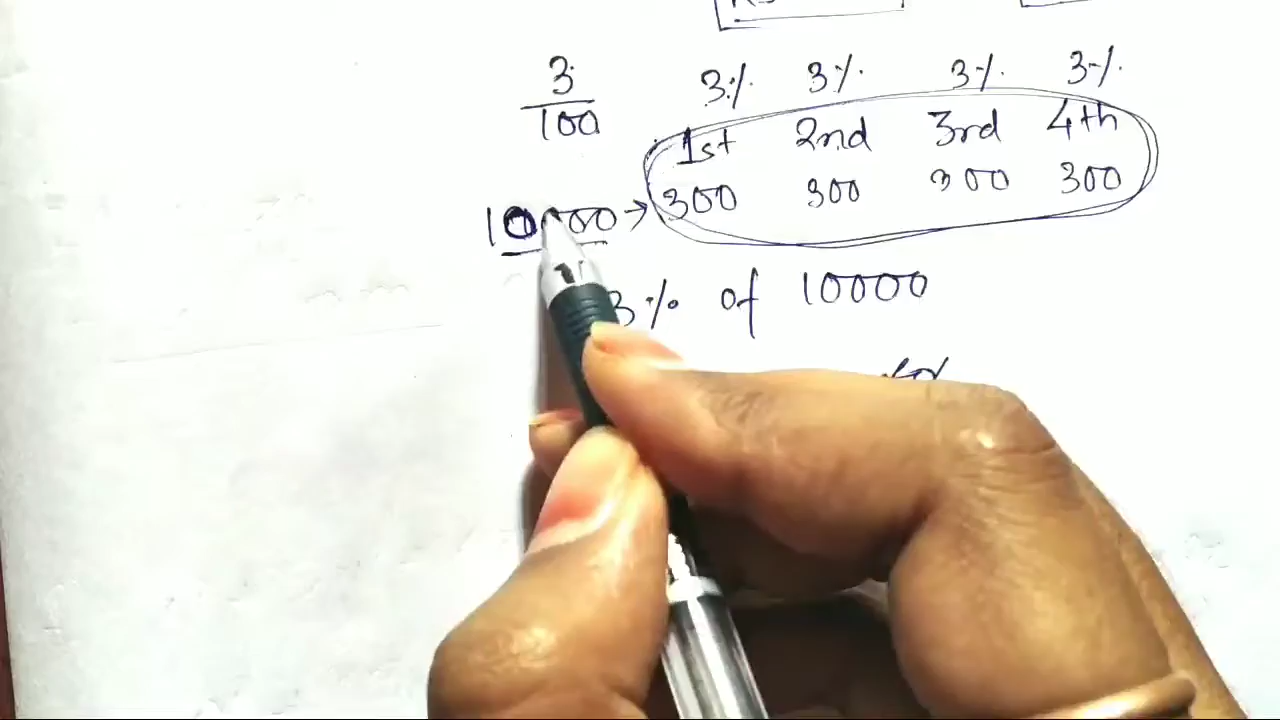 3% 3% 3% 3%
3
100
1st 2nd 3rd 4th
10000 → 300 300 300 300
3% of 10000